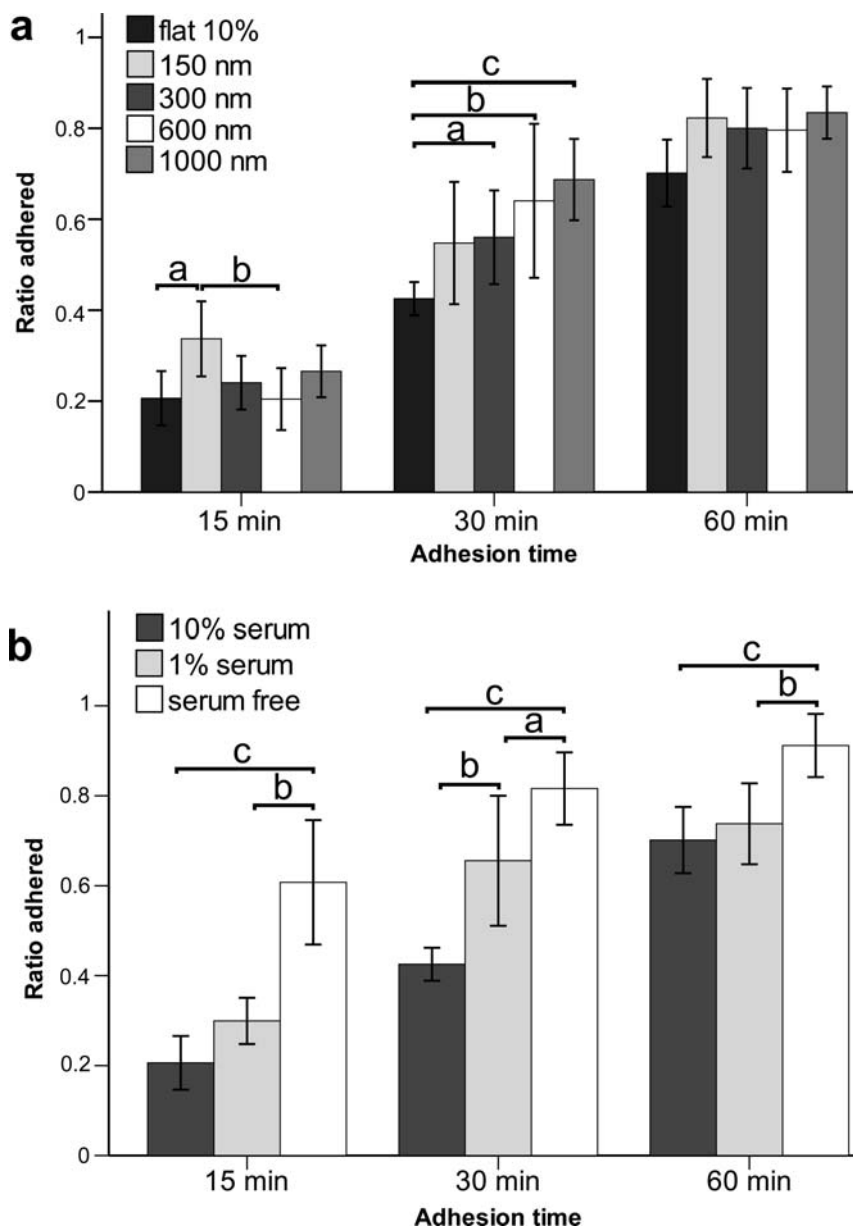 a
flat 10%
150 nm
300 nm
600 nm
1000 nm
1
0.8
0.6
0.4
0.2
0
Ratio adhered
a
b
c
b
a
15 min
30 min
60 min
Adhesion time
b
10% serum
1% serum
serum free
1
0.8
0.6
0.4
0.2
0
Ratio adhered
c
b
c
a
b
c
b
15 min
30 min
60 min
Adhesion time